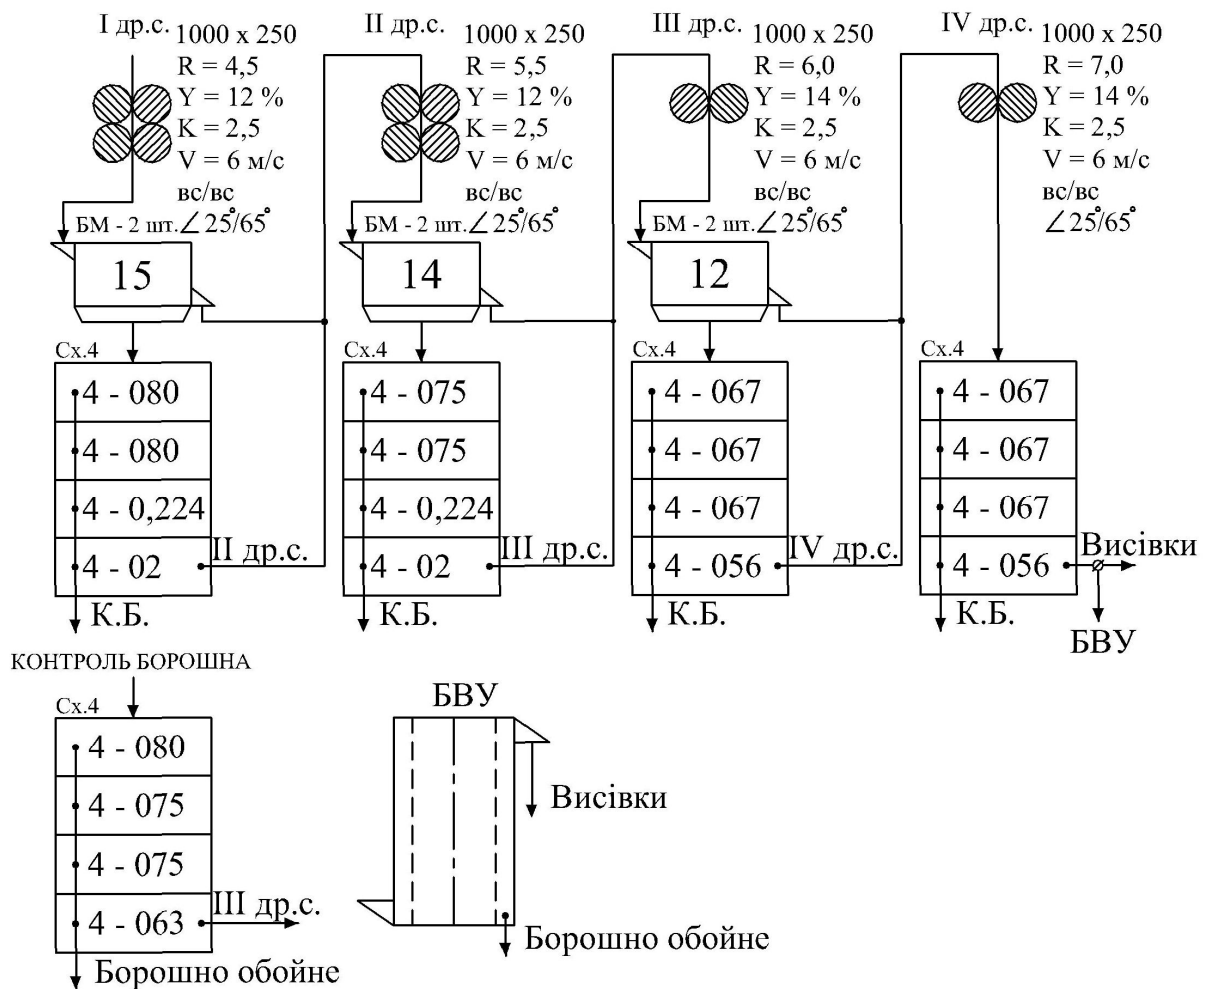 І др.с.
1000 x 250
R = 4,5
Y = 12 %
K = 2,5
V = 6 м/с
вс/вс
∠25°/65°
БМ - 2 шт.
15
Сх.4
4 - 080
4 - 080
4 - 0,224
4 - 02
ІІ др.с.
К.Б.
ІІ др.с.
1000 x 250
R = 5,5
Y = 12 %
K = 2,5
V = 6 м/с
вс/вс
∠25°/65°
БМ - 2 шт.
14
Сх.4
4 - 075
4 - 075
4 - 0,224
4 - 02
ІІІ др.с.
К.Б.
ІІІ др.с.
1000 x 250
R = 6,0
Y = 14 %
K = 2,5
V = 6 м/с
вс/вс
∠25°/65°
БМ - 2 шт.
12
Сх.4
4 - 067
4 - 067
4 - 067
4 - 056
IV др.с.
К.Б.
IV др.с.
1000 x 250
R = 7,0
Y = 14 %
K = 2,5
V = 6 м/с
вс/вс
∠25°/65°
Сх.4
4 - 067
4 - 067
4 - 067
4 - 056
Висівки
К.Б.
БВУ
КОНТРОЛЬ БОРОШНА
Сх.4
4 - 080
4 - 075
4 - 075
4 - 063
ІІІ др.с.
Борошно обойне
БВУ
Висівки
Борошно обойне